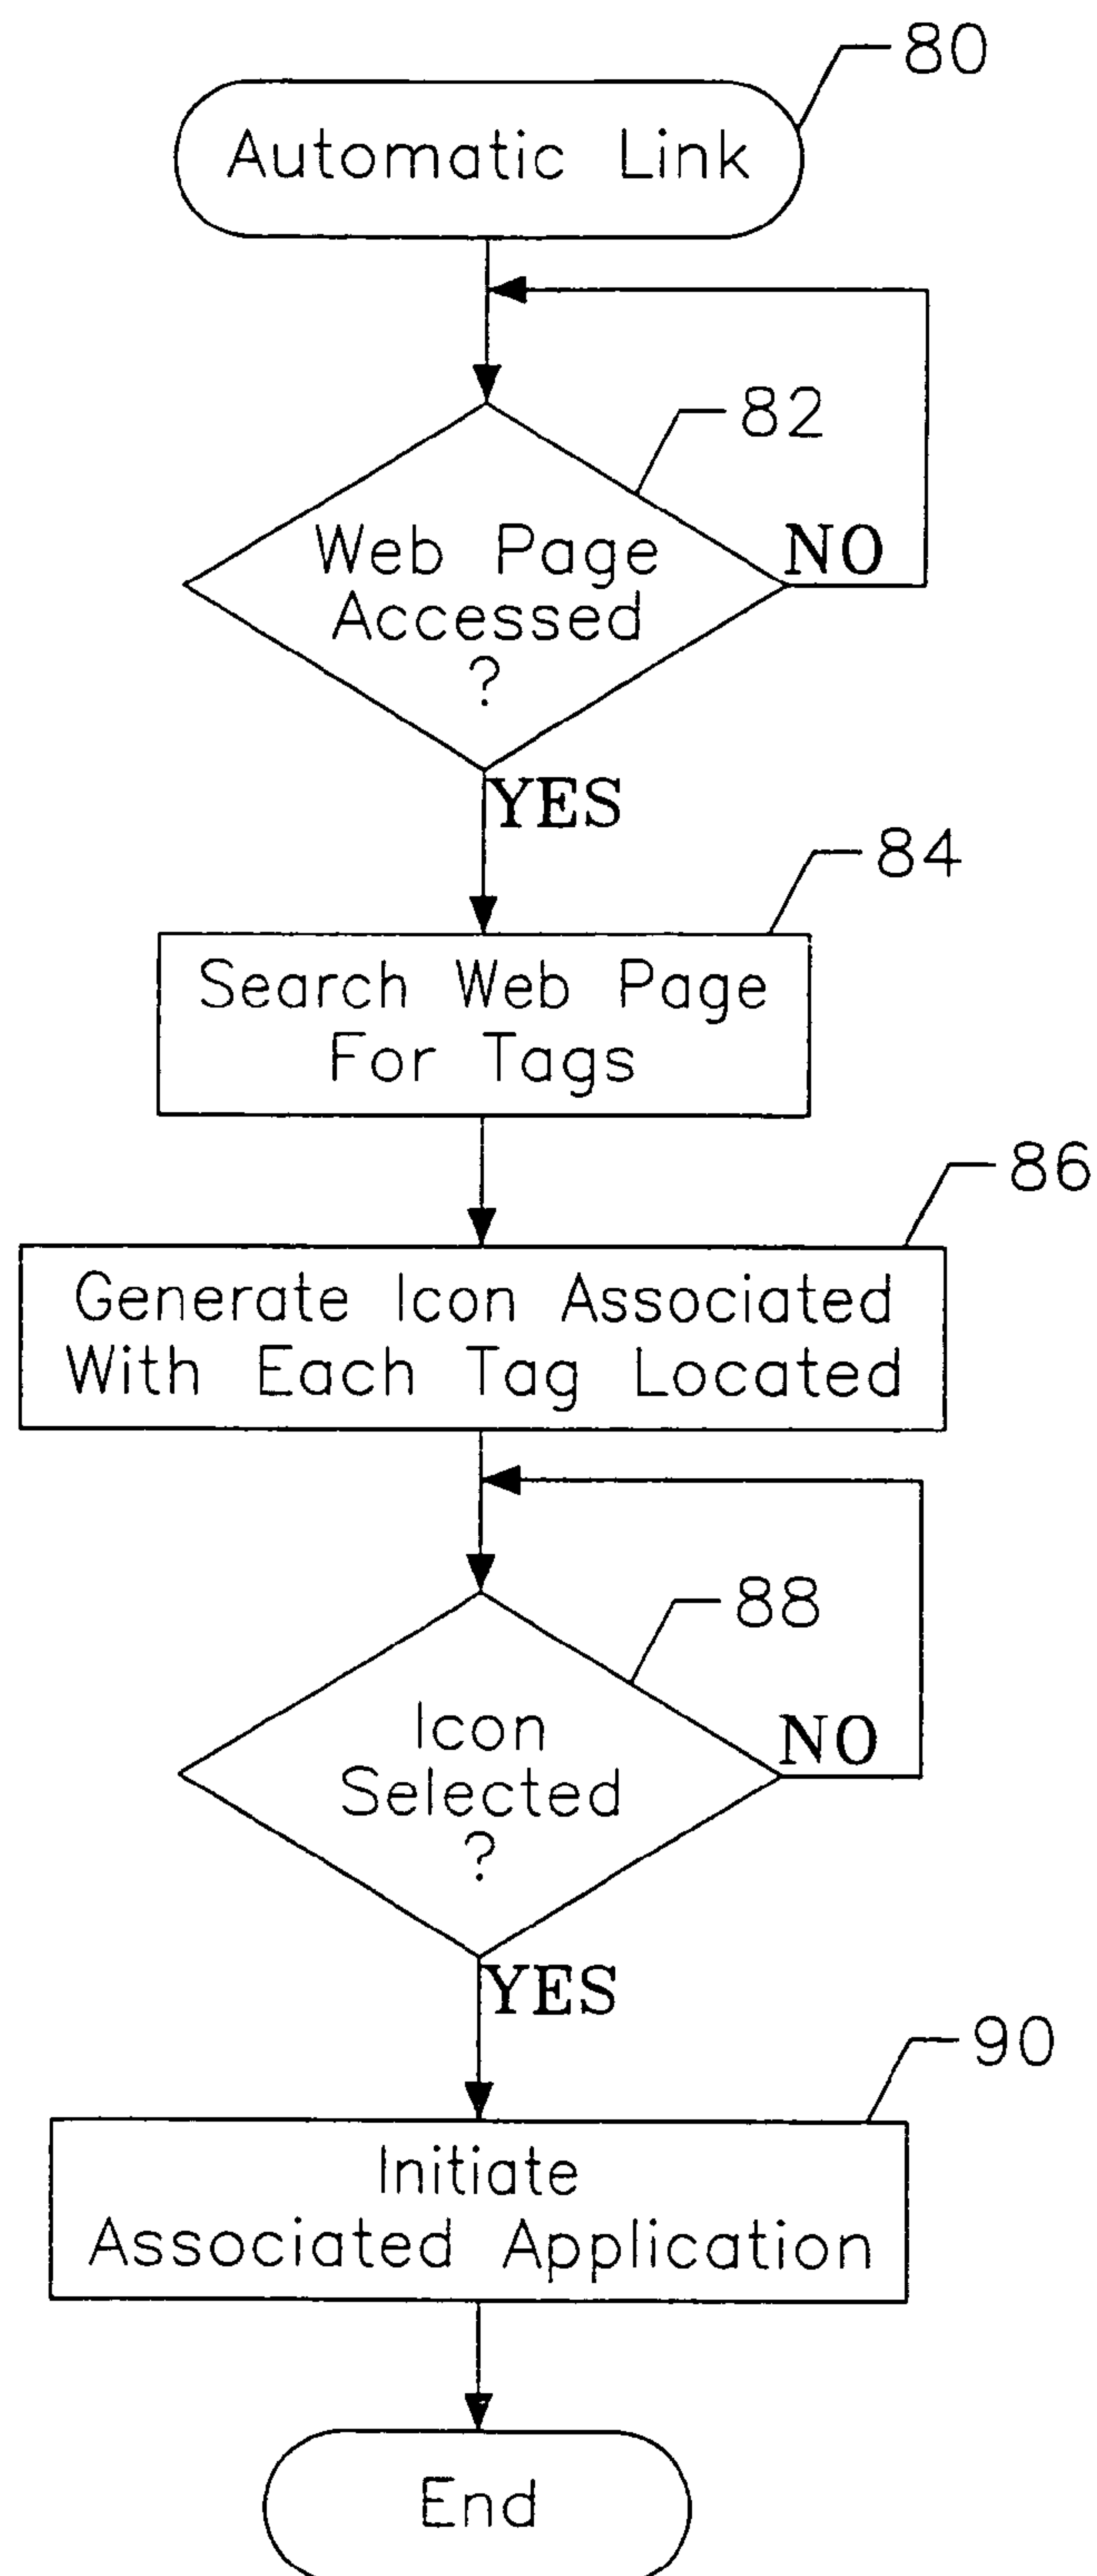 80
Automatic Link
82
Web Page
Accessed
?
NO
YES
84
Search Web Page
For Tags
86
Generate Icon Associated
With Each Tag Located
88
Icon
Selected
?
NO
YES
90
Initiate
Associated Application
End